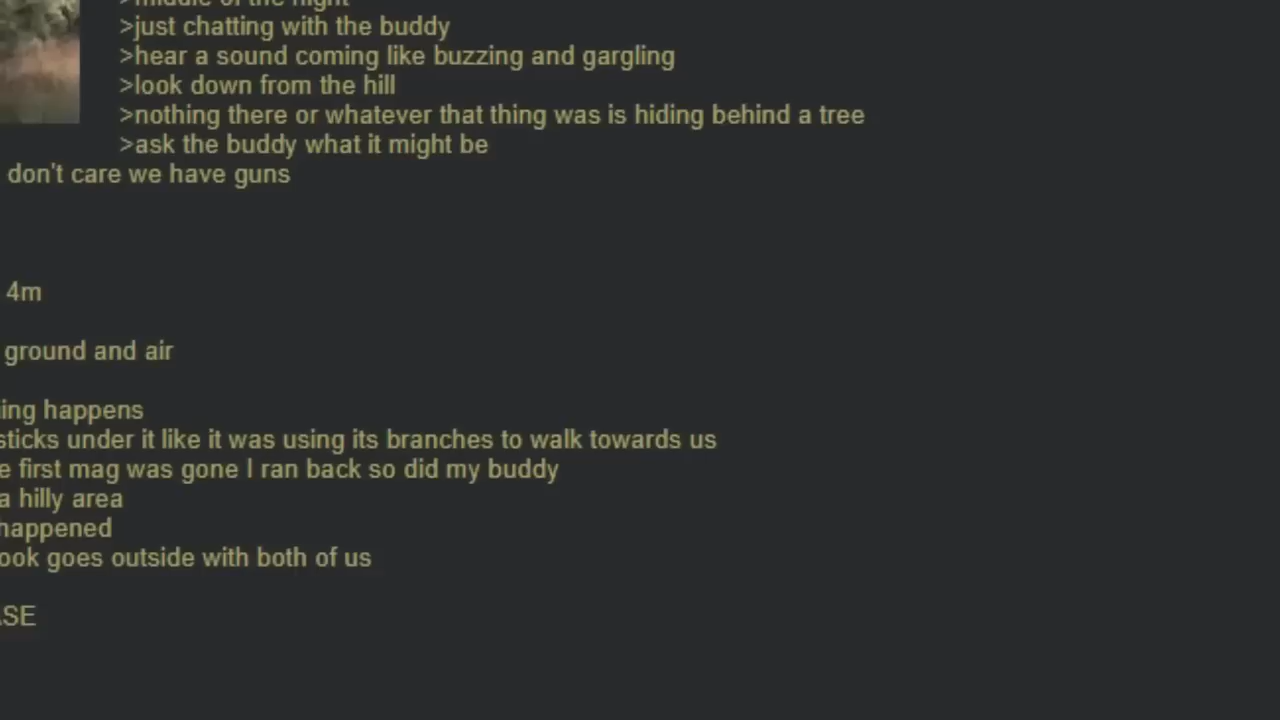 >middle of the night
>just chatting with the buddy
>hear a sound coming like buzzing and gargling
>look down from the hill
>nothing there or whatever that thing was is hiding behind a tree
>ask the buddy what it might be
don't care we have guns
4m
ground and air
ing happens
sticks under it like it was using its branches to walk towards us
e first mag was gone I ran back so did my buddy
a hilly area
happened
ook goes outside with both of us
SE